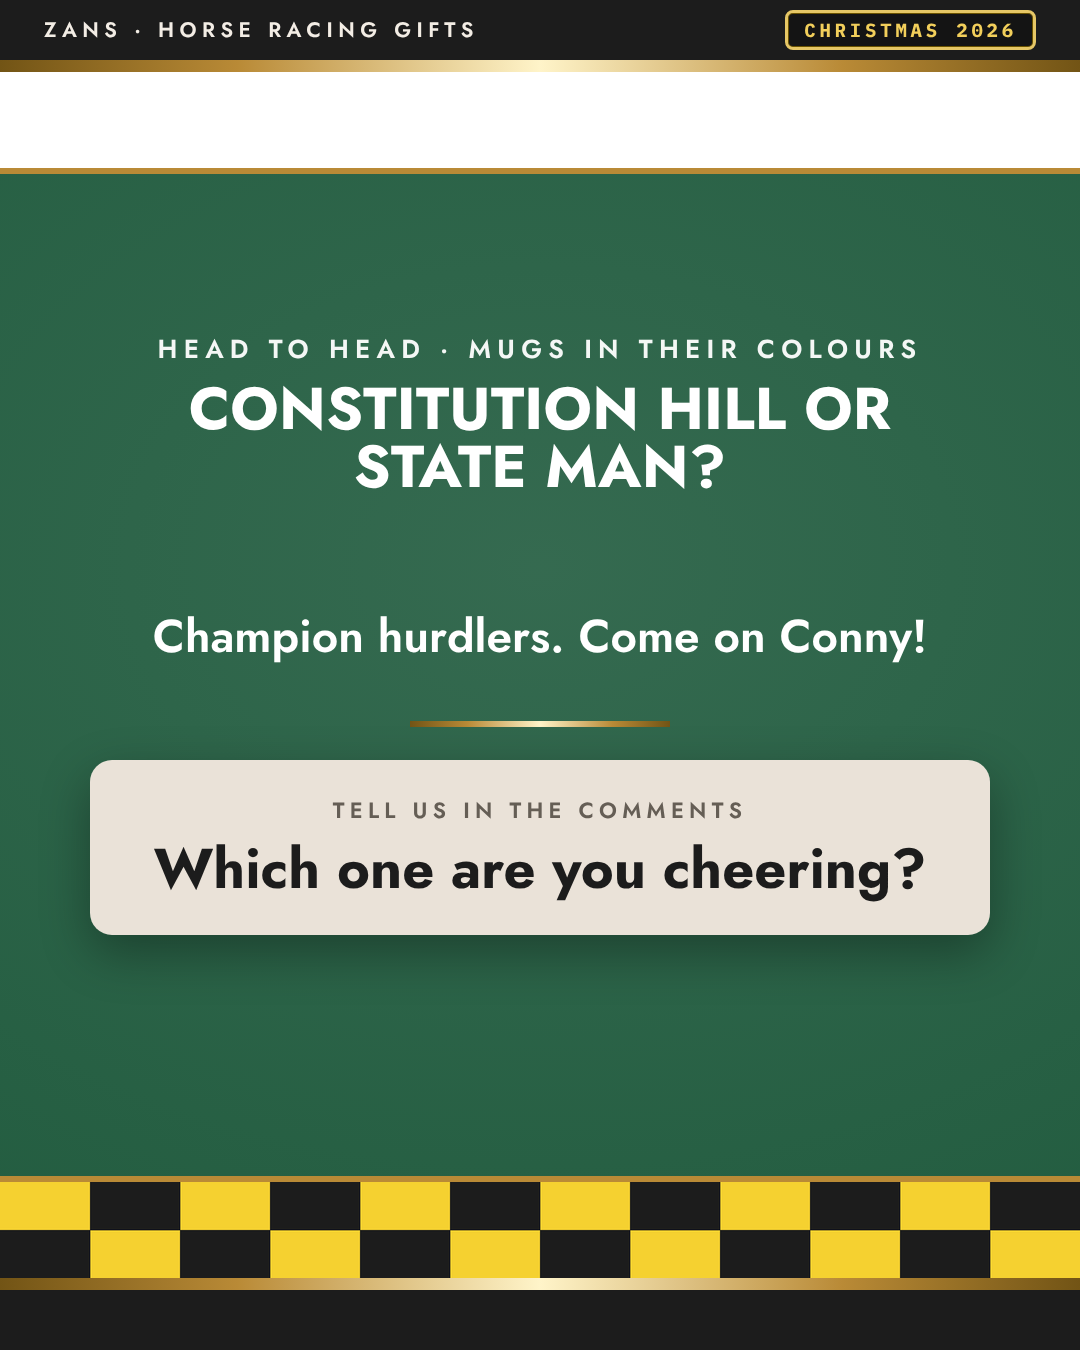 ZANS · HORSE RACING GIFTS
CHRISTMAS 2026
HEAD TO HEAD · MUGS IN THEIR COLOURS
CONSTITUTION HILL OR
STATE MAN?
Champion hurdlers. Come on Conny!
TELL US IN THE COMMENTS
Which one are you cheering?